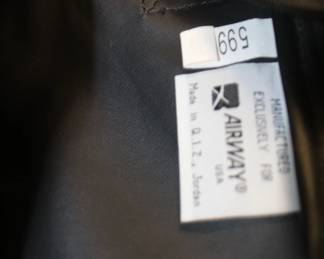 599
MANUFACTURED
EXCLUSIVELY FOR
AIRWAY®
USA
Made in Q.I.Z., Jordan